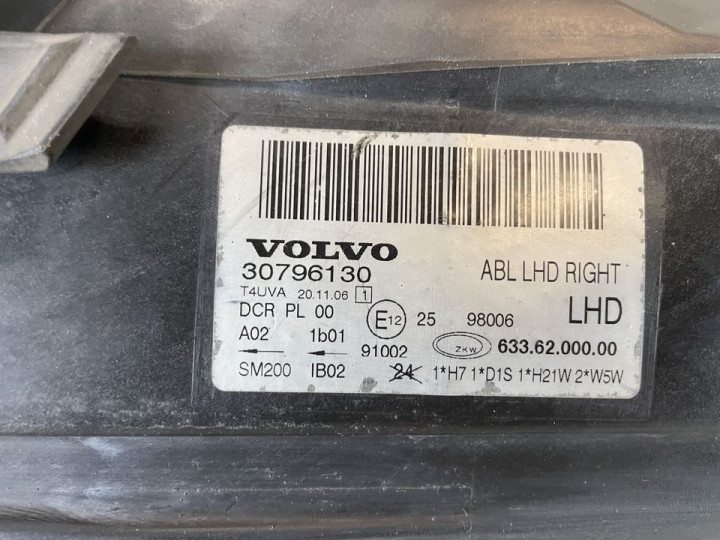 VOLVO
30796130 ABL LHD RIGHT
T4UVA 20.11.06 1
LHD
DCR PL 00 E12 25 98006
A02 1b01 91002 ZKW 633.62.000.00
SM200 IB02 24 1*H7 1*D1S 1*H21W 2*W5W